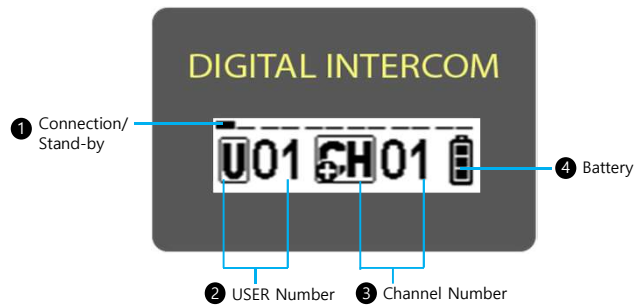 DIGITAL INTERCOM
1 Connection/
Stand-by
U01 CH01
4 Battery
2 USER Number
3 Channel Number